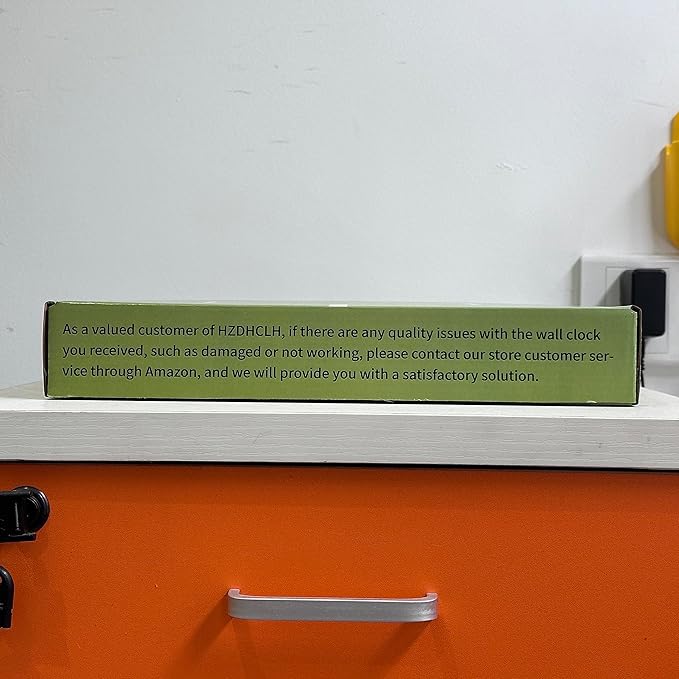 As a valued customer of HZDHCLH, if there are any quality issues with the wall clock
you received, such as damaged or not working, please contact our store customer ser-
vice through Amazon, and we will provide you with a satisfactory solution.